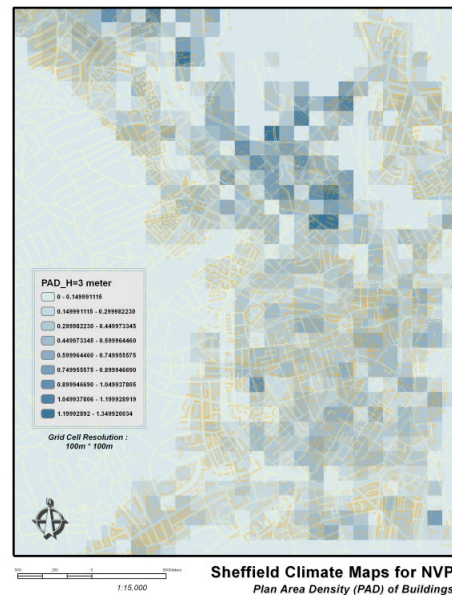 PAD_H=3 meter
0 - 0.149991115
0.149991115 - 0.299982230
0.299982230 - 0.449973345
0.449973345 - 0.599964460
0.599964460 - 0.749955575
0.749955575 - 0.899946690
0.899946690 - 1.049937805
1.049937806 - 1.199928919
1.19992892 - 1.349920034
Grid Cell Resolution :
100m * 100m
1:15,000
Sheffield Climate Maps for NVP
Plan Area Density (PAD) of Buildings